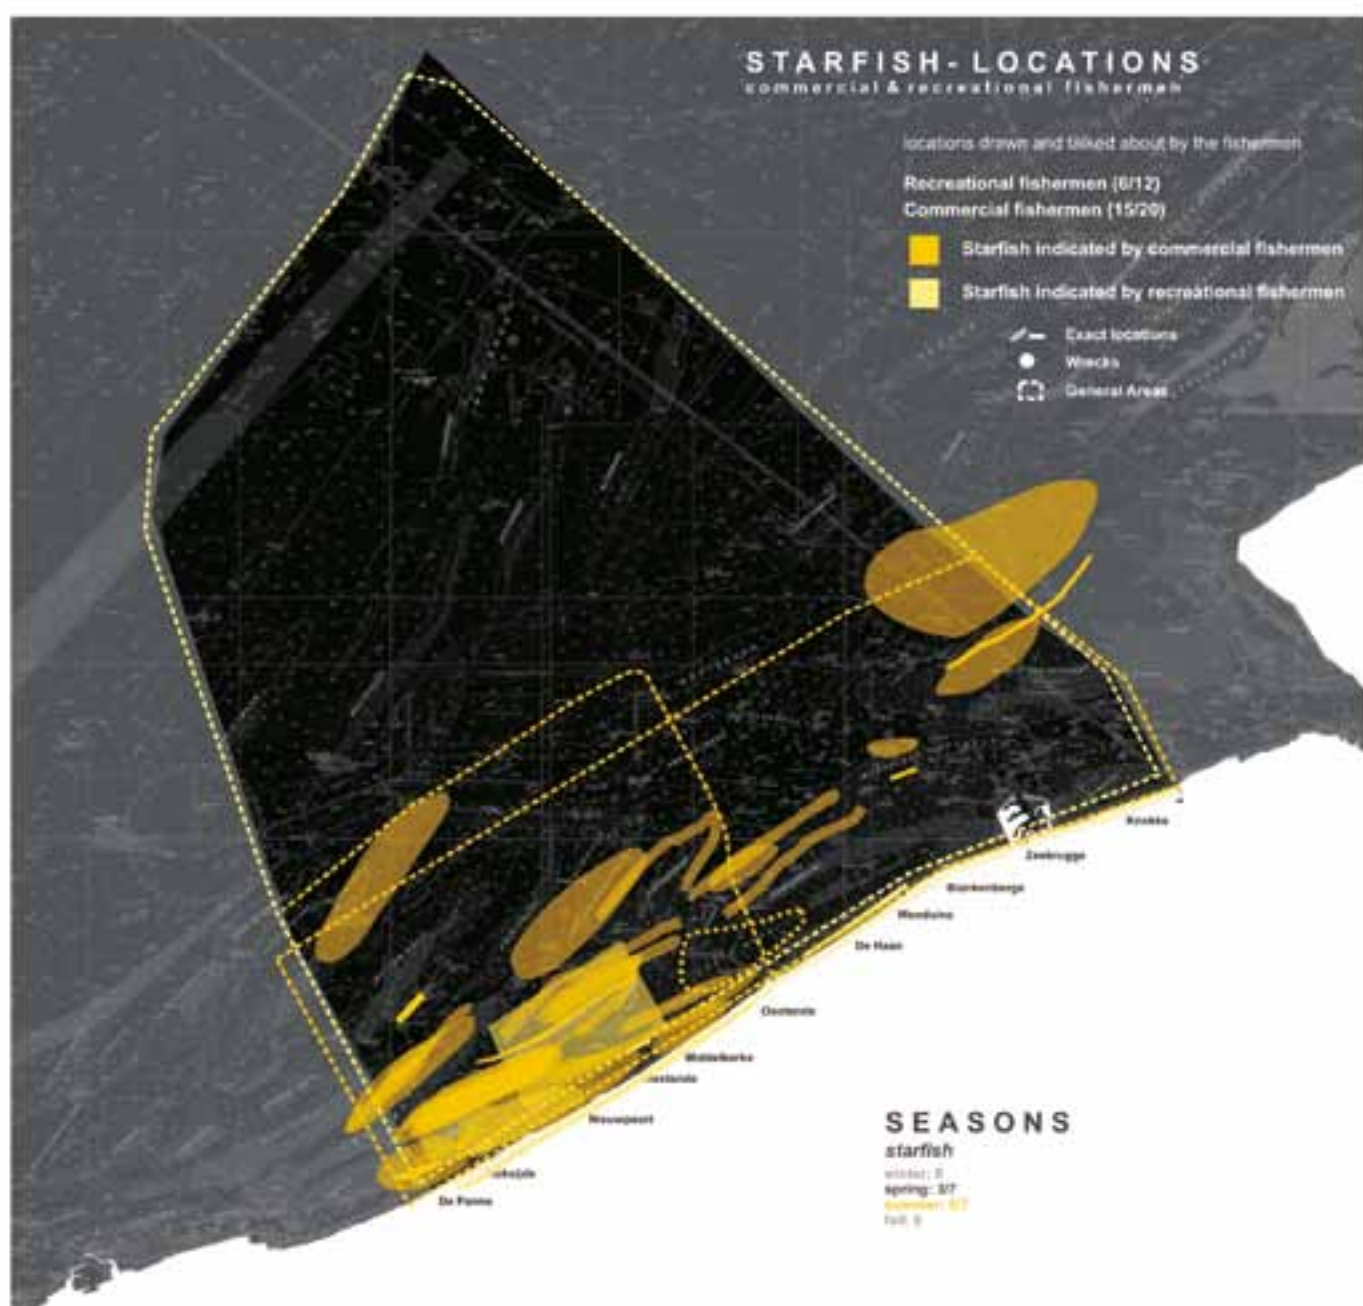 STARFISH - LOCATIONS
commercial & recreational fishermen
locations drawn and talked about by the fishermen
Recreational fishermen (6/12)
Commercial fishermen (15/20)
Starfish indicated by commercial fishermen
Starfish indicated by recreational fishermen
Exact locations
Wrecks
General Areas
Knokke
Zeebrugge
Blankenberge
Wenduine
De Haan
Oostende
Middelkerke
Nieuwpoort
De Panne
SEASONS
starfish
spring: 3/7